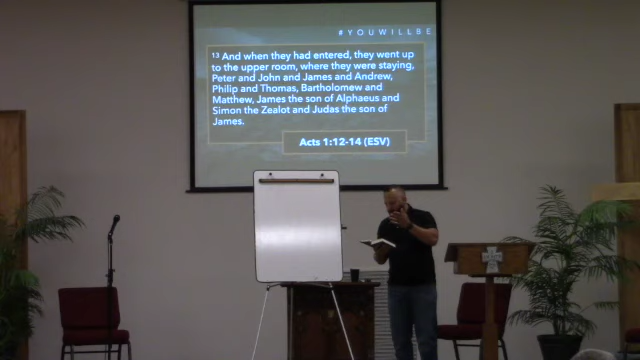 #YOUWILLBE
13 And when they had entered, they went up
to the upper room, where they were staying,
Peter and John and James and Andrew,
Philip and Thomas, Bartholomew and
Matthew, James the son of Alphaeus and
Simon the Zealot and Judas the son of
James.
Acts 1:12-14 (ESV)